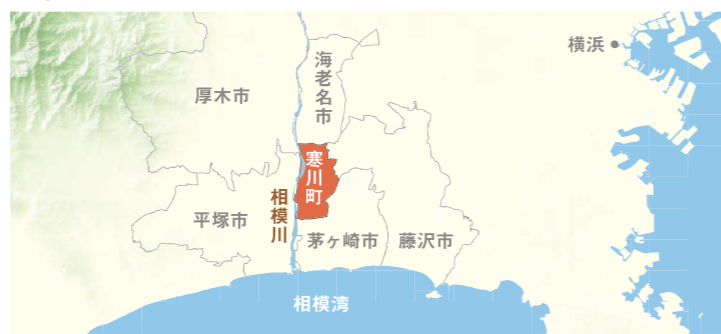 横浜
海老名市
厚木市
寒川町
相模川
平塚市
茅ヶ崎市
藤沢市
相模湾